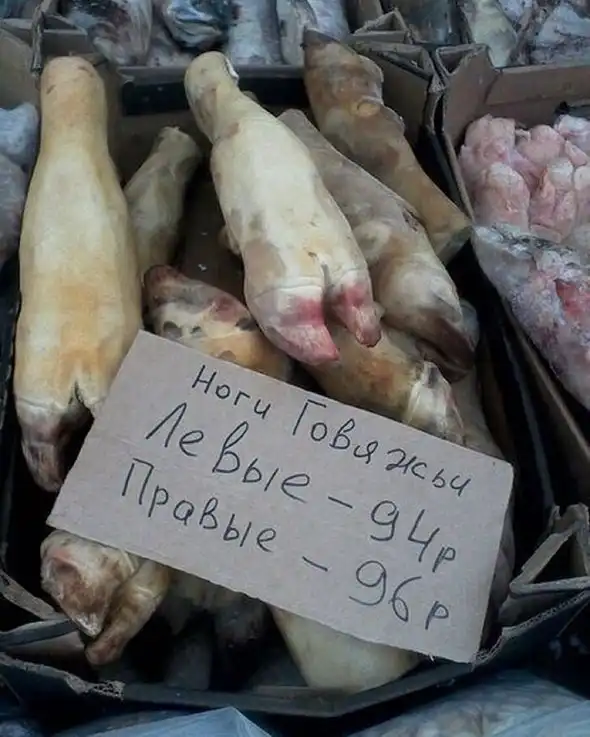 Ноги Говяжьи
Левые - 94р
Правые - 96р